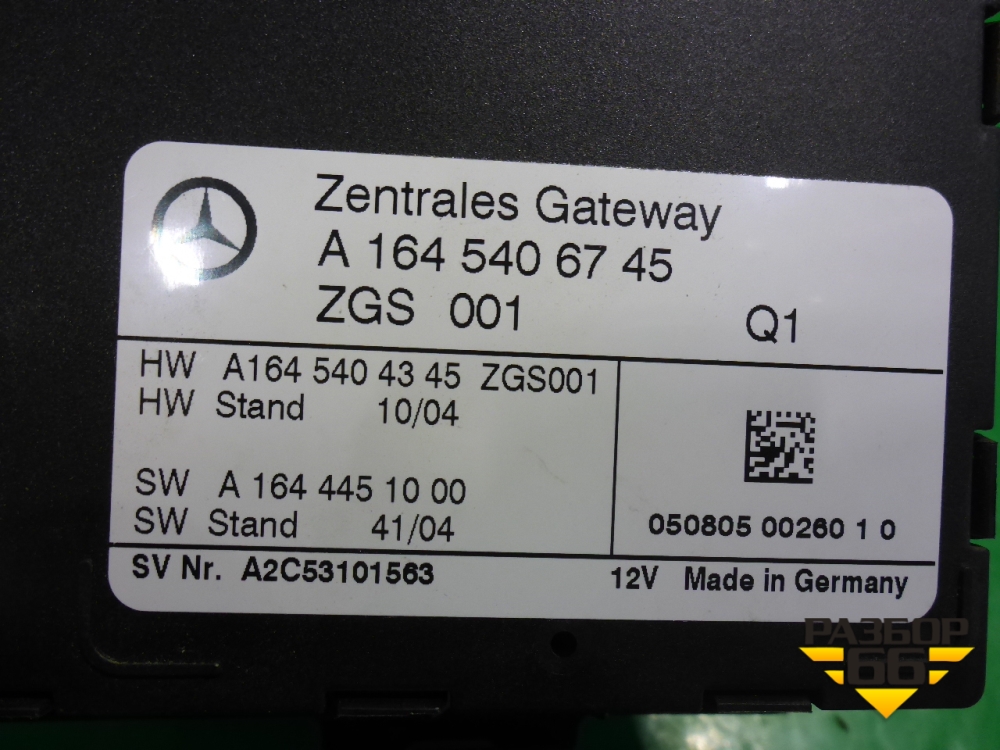 Zentrales Gateway
A 164 540 67 45
ZGS 001 Q1
HW A164 540 43 45 ZGS001
HW Stand 10/04
SW A 164 445 10 00
SW Stand 41/04
050805 00260 1 0
SV Nr. A2C53101563 12V Made in Germany
РАЗБОР
66